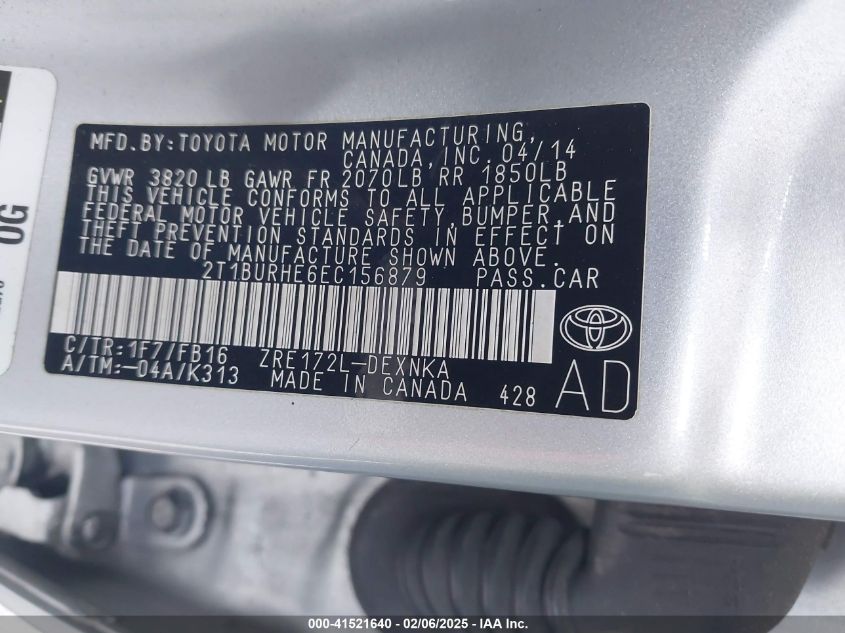 MFD. BY: TOYOTA MOTOR MANUFACTURING,
CANADA, INC. 04/14
GVWR 3820 LB GAWR FR 2070LB RR 1850LB
THIS VEHICLE CONFORMS TO ALL APPLICABLE
FEDERAL MOTOR VEHICLE SAFETY, BUMPER, AND
THEFT PREVENTION STANDARDS IN EFFECT ON
THE DATE OF MANUFACTURE SHOWN ABOVE.
2T1BURHE6EC156879 PASS.CAR
C/TR: 1F7/FB16 ZRE172L-DEXNKA
A/TM: -04A/K313 MADE IN CANADA 428
AD
0G
000-41521640 - 02/06/2025 - IAA Inc.